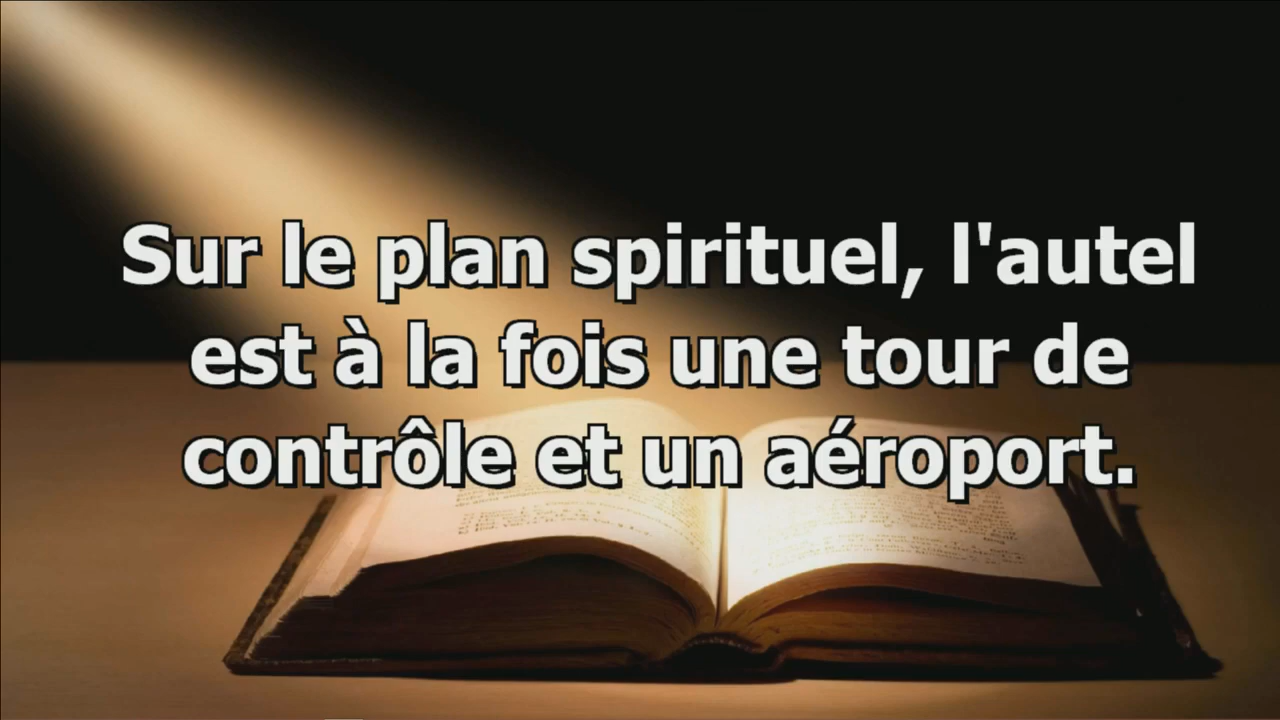 Sur le plan spirituel, l'autel
est à la fois une tour de
contrôle et un aéroport.